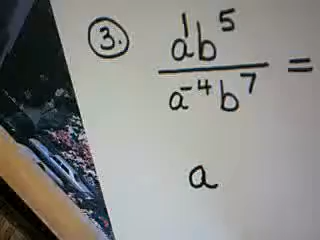 3. a¹b⁵
a⁻⁴b⁷ =
a